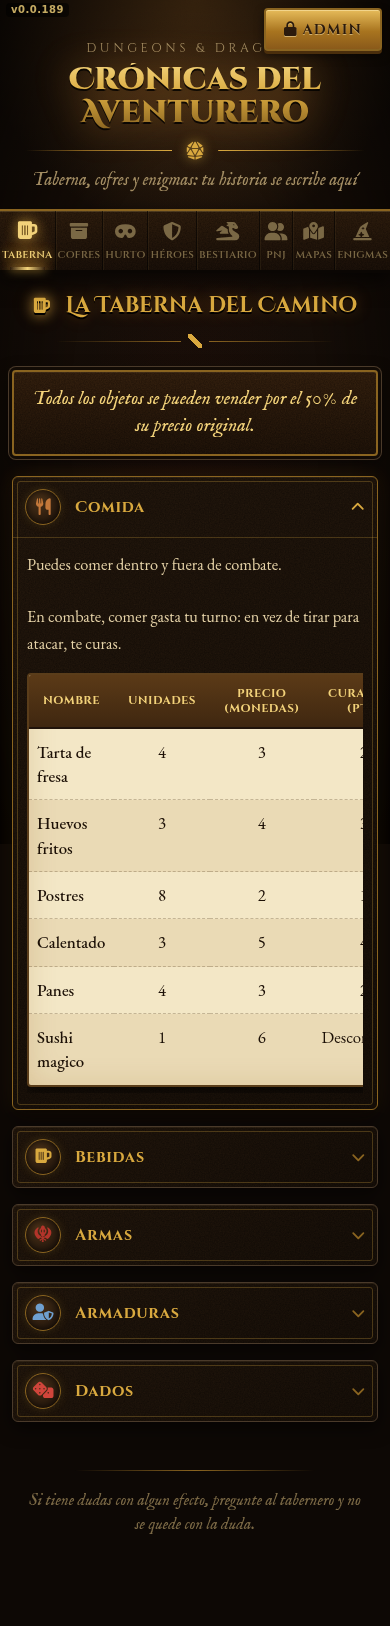 v0.0.189
ADMIN
DUNGEONS & DRAG
CRÓNICAS DEL
AVENTURERO
Taberna, cofres y enigmas: tu historia se escribe aquí
TABERNA COFRES HURTO HÉROES BESTIARIO PNJ MAPAS ENIGMAS
LA TABERNA DEL CAMINO
Todos los objetos se pueden vender por el 50% de
su precio original.
COMIDA
Puedes comer dentro y fuera de combate.
En combate, comer gasta tu turno: en vez de tirar para
atacar, te curas.
NOMBRE UNIDADES PRECIO CURA
(MONEDAS) (PT
Tarta de 4 3
fresa
Huevos 3 4
fritos
Postres 8 2
Calentado 3 5
Panes 4 3
Sushi 1 6 Descon
magico
BEBIDAS
ARMAS
ARMADURAS
DADOS
Si tiene dudas con algun efecto, pregunte al tabernero y no
se quede con la duda.